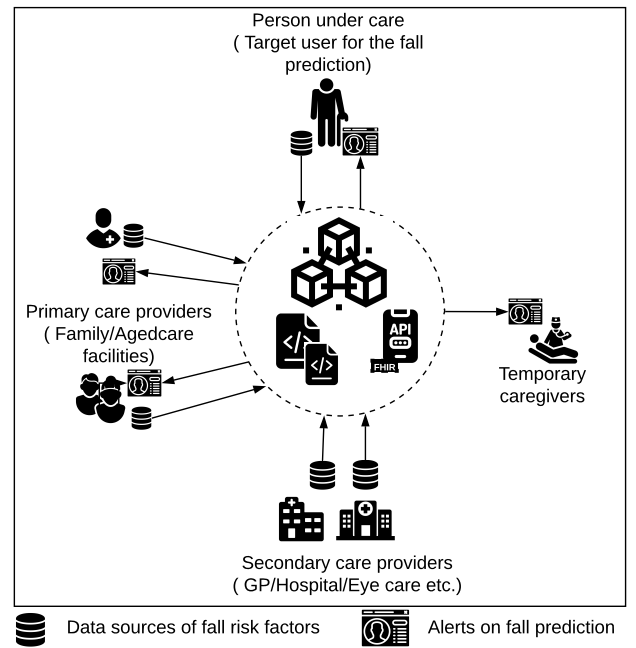 Person under care
( Target user for the fall
prediction)
Primary care providers
( Family/Agedcare
facilities)
</>
</>
API
FHIR
Temporary
caregivers
Secondary care providers
( GP/Hospital/Eye care etc.)
Data sources of fall risk factors
Alerts on fall prediction